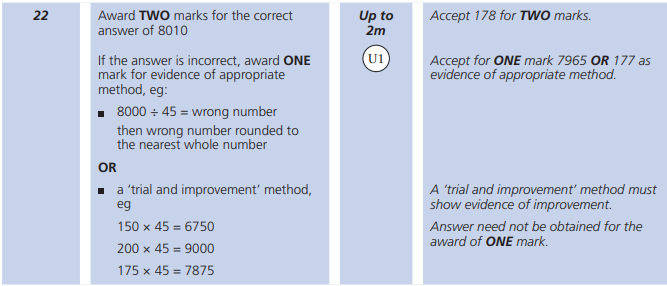 22
Award TWO marks for the correct
answer of 8010
If the answer is incorrect, award ONE
mark for evidence of appropriate
method, eg:
■ 8000 ÷ 45 = wrong number
then wrong number rounded to
the nearest whole number
OR
■ a ‘trial and improvement’ method,
eg
150 × 45 = 6750
200 × 45 = 9000
175 × 45 = 7875
Up to
2m
U1
Accept 178 for TWO marks.
Accept for ONE mark 7965 OR 177 as
evidence of appropriate method.
A ‘trial and improvement’ method must
show evidence of improvement.
Answer need not be obtained for the
award of ONE mark.